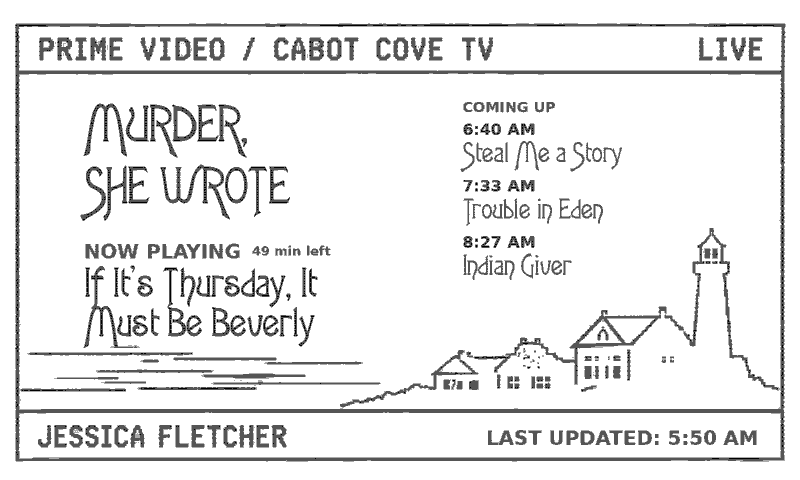 PRIME VIDEO / CABOT COVE TV
LIVE
MURDER,
SHE WROTE
NOW PLAYING 49 min left
If It's Thursday, It
Must Be Beverly
COMING UP
6:40 AM
Steal Me a Story
7:33 AM
Trouble in Eden
8:27 AM
Indian Giver
JESSICA FLETCHER
LAST UPDATED: 5:50 AM